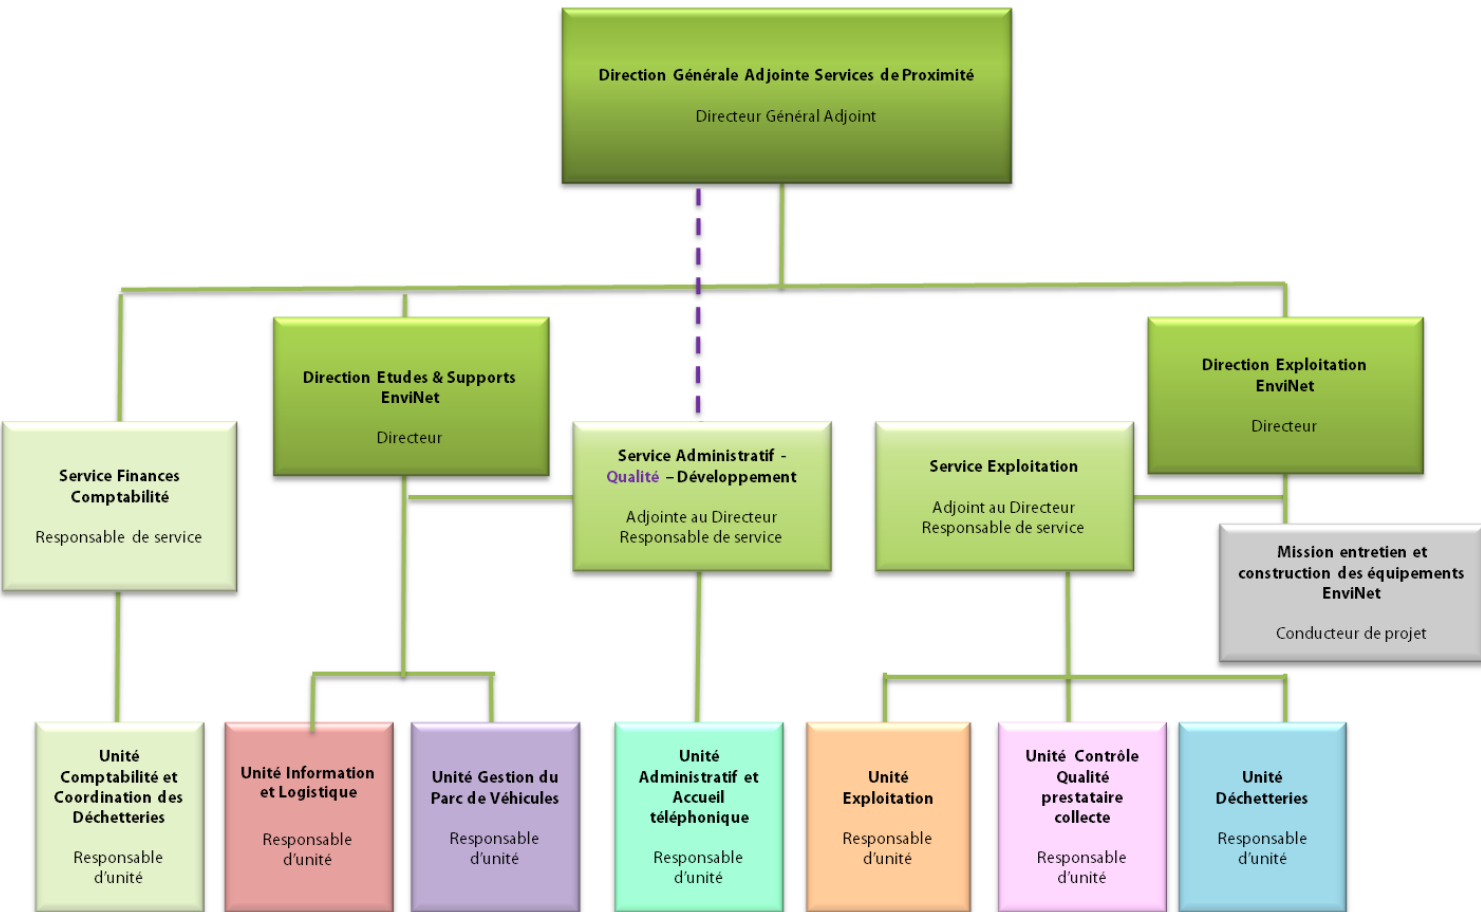 Direction Générale Adjointe Services de Proximité
Directeur Général Adjoint
Direction Etudes & Supports
EnviNet
Directeur
Direction Exploitation
EnviNet
Directeur
Service Finances
Comptabilité
Responsable de service
Service Administratif -
Qualité – Développement
Adjointe au Directeur
Responsable de service
Service Exploitation
Adjoint au Directeur
Responsable de service
Mission entretien et
construction des équipements
EnviNet
Conducteur de projet
Unité
Comptabilité et
Coordination des
Déchetteries
Responsable
d'unité
Unité Information
et Logistique
Responsable
d'unité
Unité Gestion du
Parc de Véhicules
Responsable
d'unité
Unité
Administratif et
Accueil
téléphonique
Responsable
d'unité
Unité
Exploitation
Responsable
d'unité
Unité Contrôle
Qualité
prestataire
collecte
Responsable
d'unité
Unité
Déchetteries
Responsable
d'unité